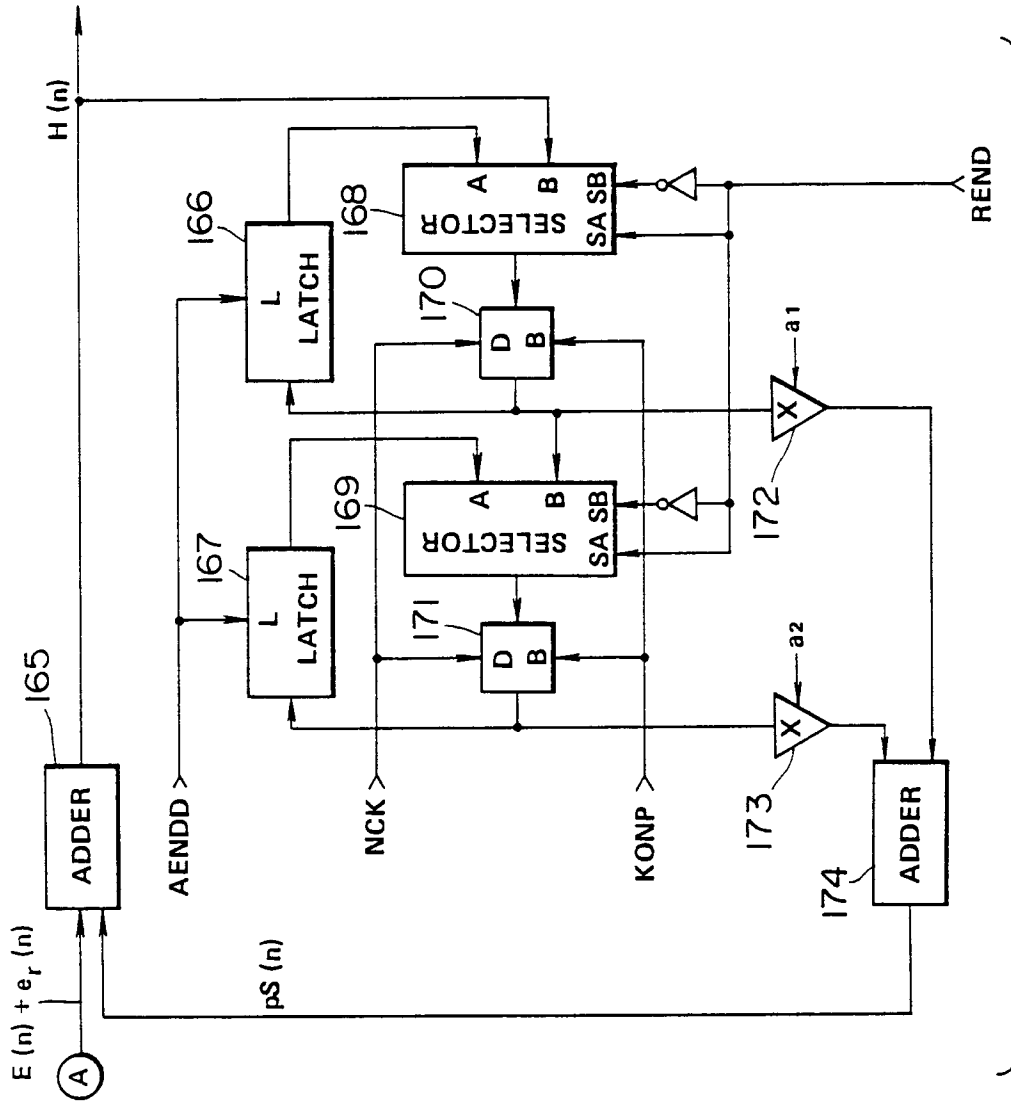 E (n) + e_r (n)
A
ADDER
165
H (n)
pS (n)
AENDD
L
LATCH
167
L
LATCH
166
NCK
A
B
SELECTOR
SA SB
169
A
B
SELECTOR
SA SB
168
D
B
171
D
B
170
KONP
REND
X
a2
173
X
a1
172
ADDER
174